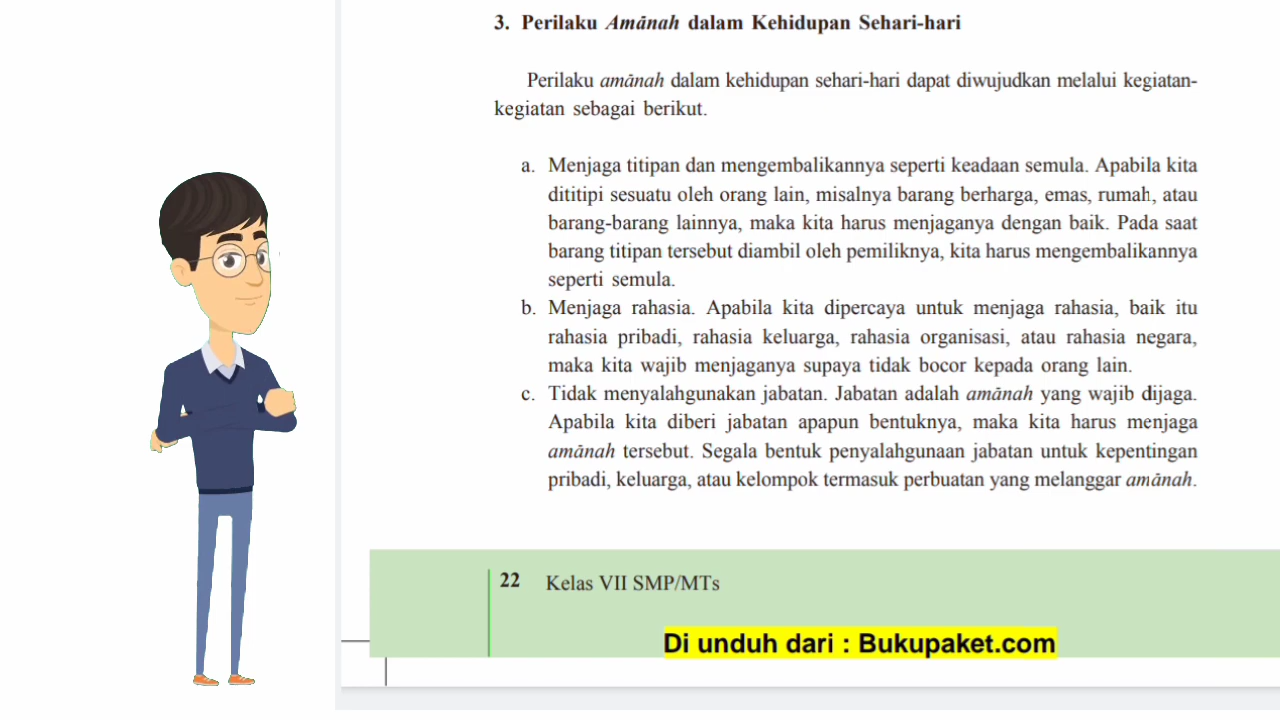 3. Perilaku Amānah dalam Kehidupan Sehari-hari
Perilaku amānah dalam kehidupan sehari-hari dapat diwujudkan melalui kegiatan-
kegiatan sebagai berikut.
a. Menjaga titipan dan mengembalikannya seperti keadaan semula. Apabila kita
dititipi sesuatu oleh orang lain, misalnya barang berharga, emas, rumah, atau
barang-barang lainnya, maka kita harus menjaganya dengan baik. Pada saat
barang titipan tersebut diambil oleh pemiliknya, kita harus mengembalikannya
seperti semula.
b. Menjaga rahasia. Apabila kita dipercaya untuk menjaga rahasia, baik itu
rahasia pribadi, rahasia keluarga, rahasia organisasi, atau rahasia negara,
maka kita wajib menjaganya supaya tidak bocor kepada orang lain.
c. Tidak menyalahgunakan jabatan. Jabatan adalah amānah yang wajib dijaga.
Apabila kita diberi jabatan apapun bentuknya, maka kita harus menjaga
amānah tersebut. Segala bentuk penyalahgunaan jabatan untuk kepentingan
pribadi, keluarga, atau kelompok termasuk perbuatan yang melanggar amānah.
22 Kelas VII SMP/MTs
Di unduh dari : Bukupaket.com